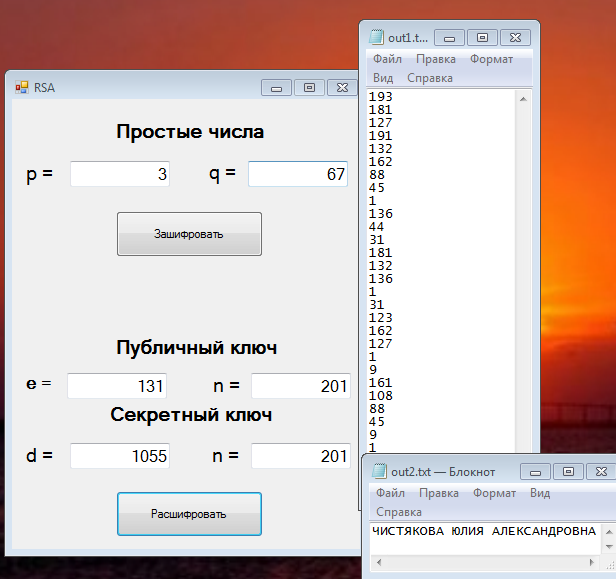 RSA
Простые числа
p = 3 q = 67
Зашифровать
Публичный ключ
e = 131 n = 201
Секретный ключ
d = 1055 n = 201
Расшифровать
out1.t...
Файл Правка Формат
Вид Справка
193
181
127
191
132
162
88
45
1
136
44
31
181
132
136
1
31
123
162
127
1
9
161
108
88
45
9
1
out2.txt — Блокнот
Файл Правка Формат Вид
Справка
ЧИСТЯКОВА ЮЛИЯ АЛЕКСАНДРОВНА